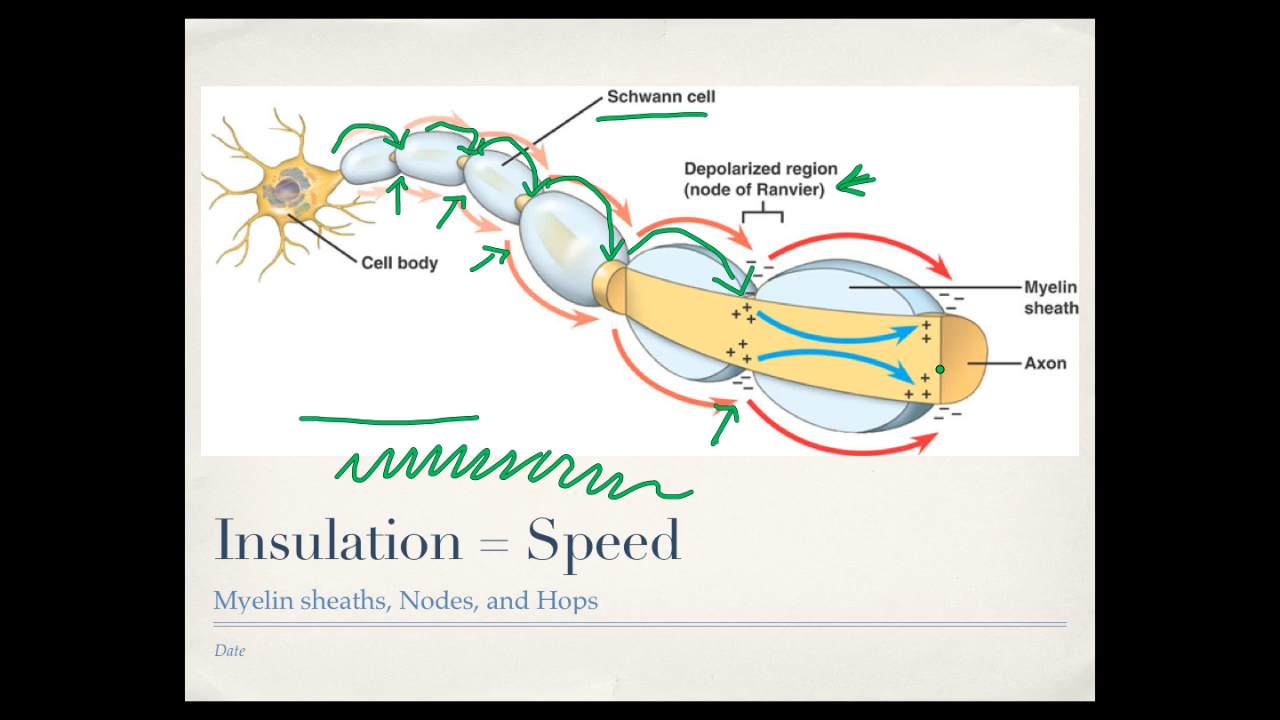 Schwann cell
Depolarized region
(node of Ranvier)
Cell body
Myelin
sheath
Axon
Insulation = Speed
Myelin sheaths, Nodes, and Hops
Date